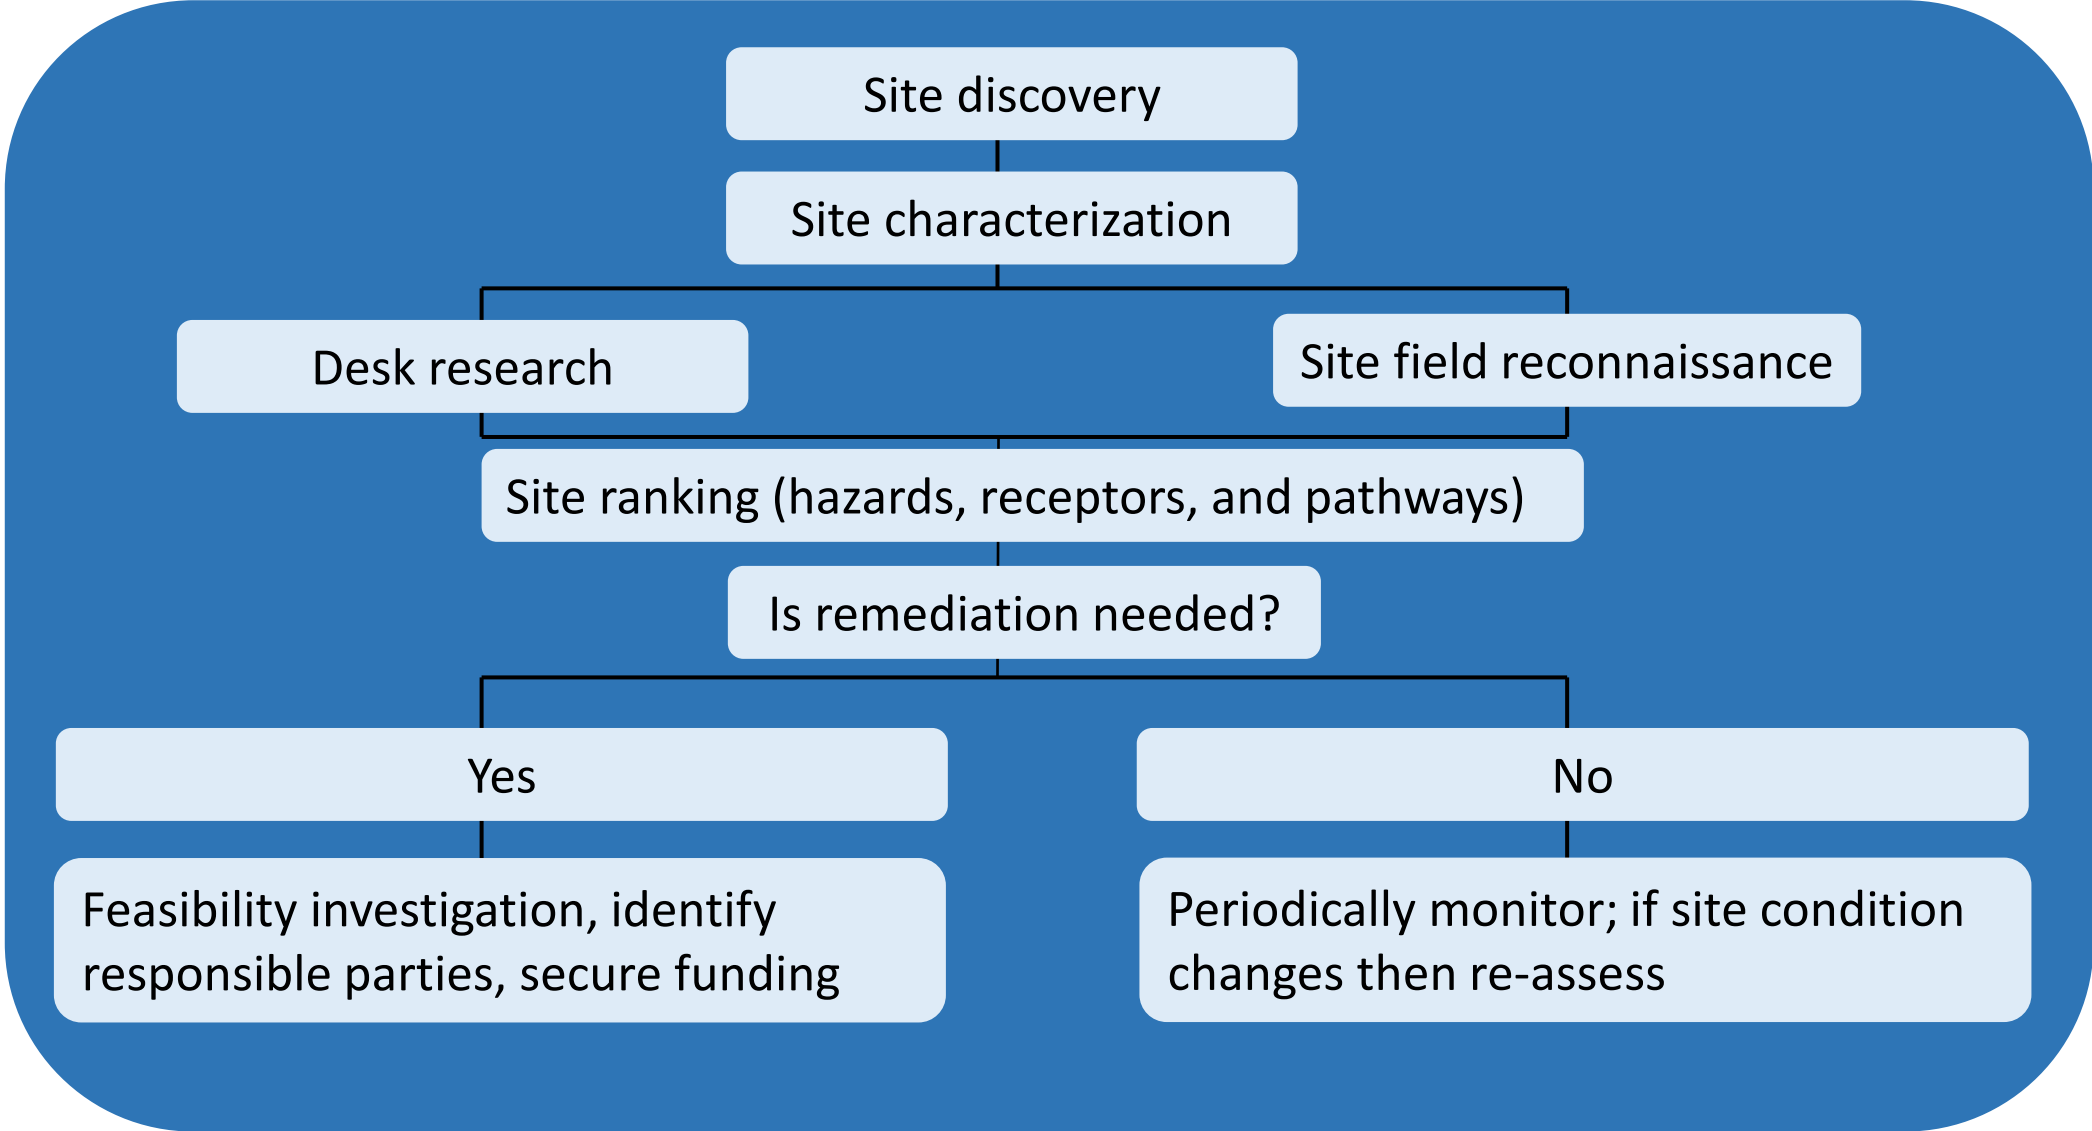 Site discovery
Site characterization
Desk research
Site field reconnaissance
Site ranking (hazards, receptors, and pathways)
Is remediation needed?
Yes
No
Feasibility investigation, identify
responsible parties, secure funding
Periodically monitor; if site condition
changes then re-assess